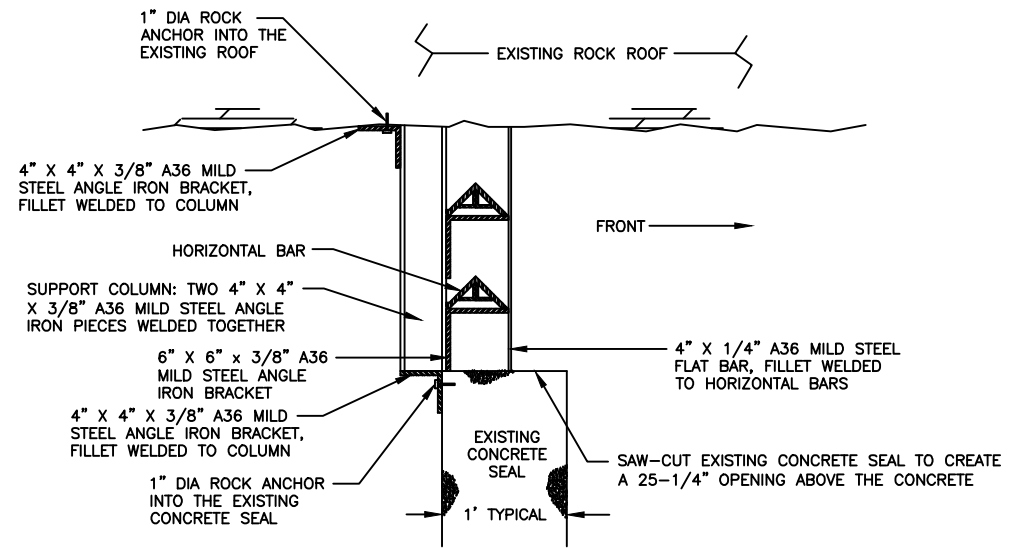 1” DIA ROCK
ANCHOR INTO THE
EXISTING ROOF
EXISTING ROCK ROOF
4” X 4” X 3/8” A36 MILD
STEEL ANGLE IRON BRACKET,
FILLET WELDED TO COLUMN
FRONT
HORIZONTAL BAR
SUPPORT COLUMN: TWO 4” X 4”
X 3/8” A36 MILD STEEL ANGLE
IRON PIECES WELDED TOGETHER
6” X 6” x 3/8” A36
MILD STEEL ANGLE
IRON BRACKET
4” X 1/4” A36 MILD STEEL
FLAT BAR, FILLET WELDED
TO HORIZONTAL BARS
4” X 4” X 3/8” A36 MILD
STEEL ANGLE IRON BRACKET,
FILLET WELDED TO COLUMN
EXISTING
CONCRETE
SEAL
SAW-CUT EXISTING CONCRETE SEAL TO CREATE
A 25-1/4” OPENING ABOVE THE CONCRETE
1” DIA ROCK ANCHOR
INTO THE EXISTING
CONCRETE SEAL
1’ TYPICAL